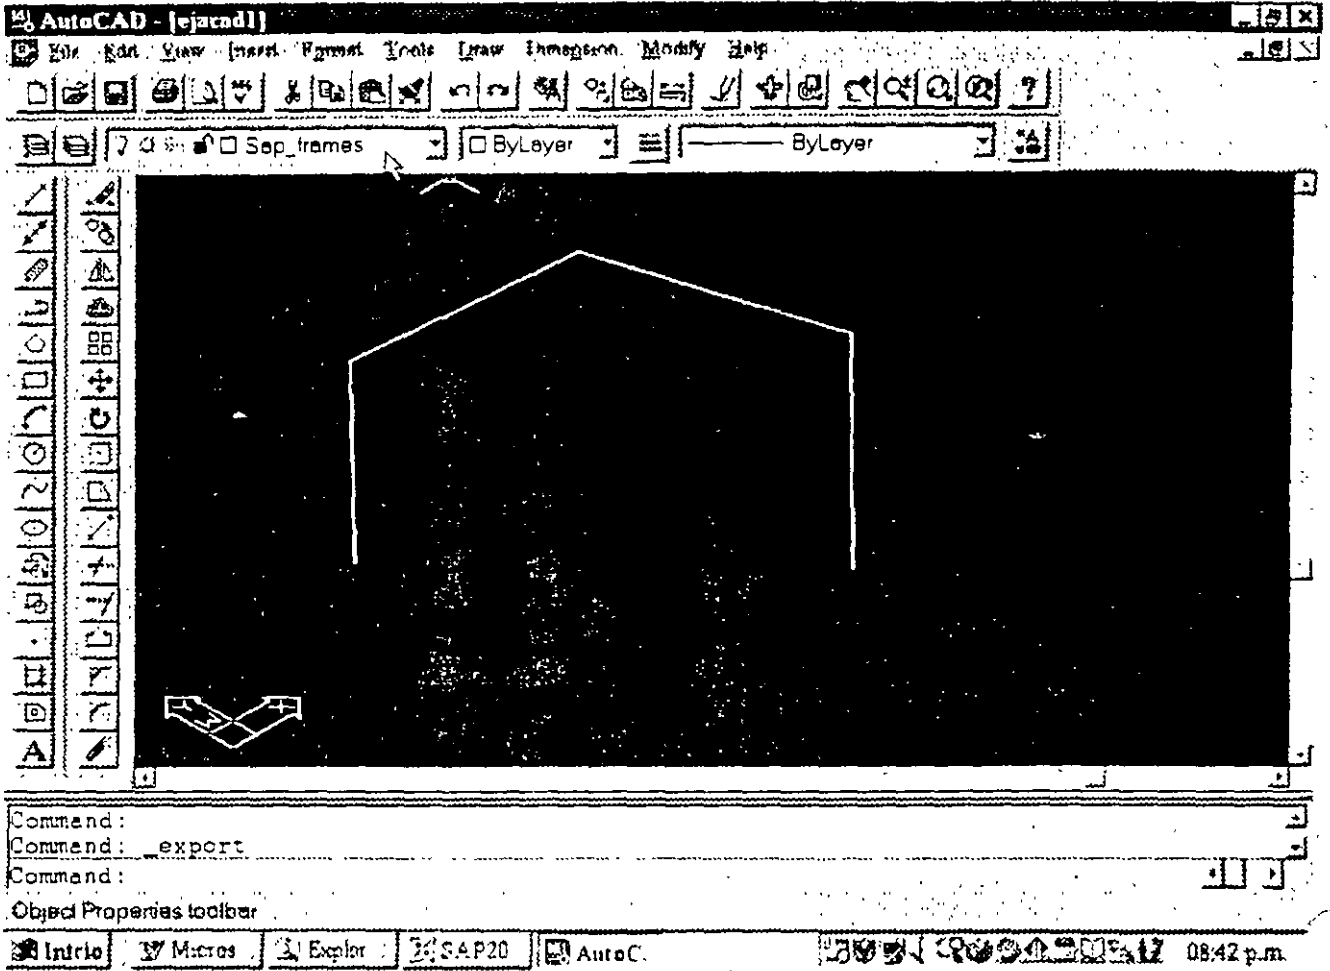 AutoCAD - [ejacad1]
File Edit View Insert Format Tools Draw Dimension Modify Help
Sap_frames ByLayer ByLayer
Command:
Command: _export
Command:
Object Properties toolbar
Inicio Micros Explor SAP20 AutoC. 08:42 p.m.